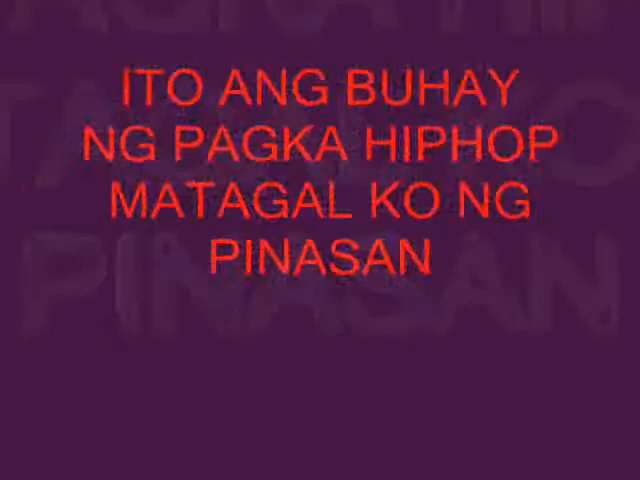 ITO ANG BUHAY
NG PAGKA HIPHOP
MATAGAL KO NG
PINASAN